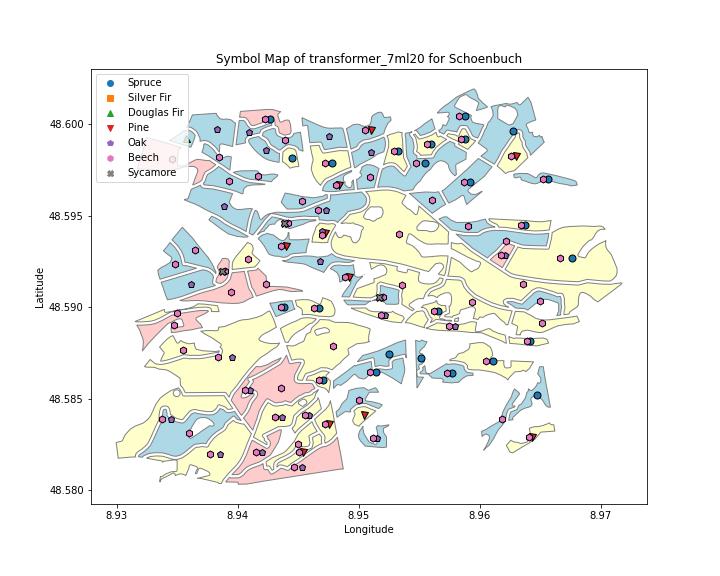 Symbol Map of transformer_7ml20 for Schoenbuch
Spruce
Silver Fir
Douglas Fir
Pine
Oak
Beech
Sycamore
48.600
48.595
48.590
48.585
48.580
Latitude
8.93 8.94 8.95 8.96 8.97
Longitude